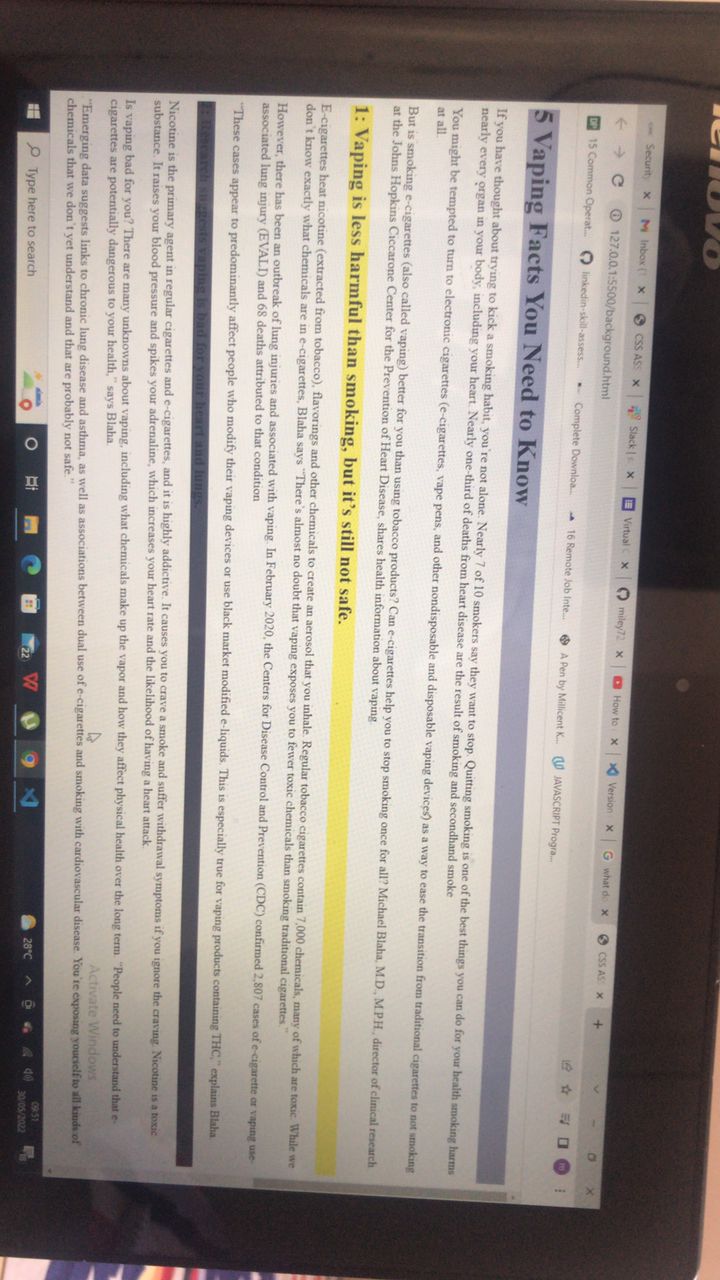 lenovo
Security
Inbox (1
CSS AS
Slack | s
Virtual C
miley72
How to
Version
what d
CSS AS
127.0.0.1:5500/background.html
15 Common Operat...
linkedin-skill-assess...
Complete Downloa...
16 Remote Job Inte...
A Pen by Millicent K...
JAVASCRIPT Progra...
5 Vaping Facts You Need to Know
If you have thought about trying to kick a smoking habit, you're not alone. Nearly 7 of 10 smokers say they want to stop. Quitting smoking is one of the best things you can do for your health smoking harms
nearly every organ in your body, including your heart. Nearly one-third of deaths from heart disease are the result of smoking and secondhand smoke
You might be tempted to turn to electronic cigarettes (e-cigarettes, vape pens, and other nondisposable and disposable vaping devices) as a way to ease the transition from traditional cigarettes to not smoking
at all.
But is smoking e-cigarettes (also called vaping) better for you than using tobacco products? Can e-cigarettes help you to stop smoking once for all? Michael Blaha, M.D., M.P.H., director of clinical research
at the Johns Hopkins Ciccarone Center for the Prevention of Heart Disease, shares health information about vaping
1: Vaping is less harmful than smoking, but it's still not safe.
E-cigarettes heat nicotine (extracted from tobacco), flavorings and other chemicals to create an aerosol that you inhale. Regular tobacco cigarettes contain 7,000 chemicals, many of which are toxic. While we
don't know exactly what chemicals are in e-cigarettes, Blaha says "There's almost no doubt that vaping exposes you to fewer toxic chemicals than smoking traditional cigarettes."
However, there has been an outbreak of lung injuries and associated with vaping. In February 2020, the Centers for Disease Control and Prevention (CDC) confirmed 2,807 cases of e-cigarette or vaping use-
associated lung injury (EVALI) and 68 deaths attributed to that condition
"These cases appear to predominantly affect people who modify their vaping devices or use black market modified e-liquids. This is especially true for vaping products containing THC," explains Blaha.
vaping is bad for your heart and lungs.
Nicotine is the primary agent in regular cigarettes and e-cigarettes, and it is highly addictive. It causes you to crave a smoke and suffer withdrawal symptoms if you ignore the craving. Nicotine is a toxic
substance. It raises your blood pressure and spikes your adrenaline, which increases your heart rate and the likelihood of having a heart attack.
Is vaping bad for you? There are many unknowns about vaping, including what chemicals make up the vapor and how they affect physical health over the long term. "People need to understand that e-
cigarettes are potentially dangerous to your health," says Blaha.
"Emerging data suggests links to chronic lung disease and asthma, as well as associations between dual use of e-cigarettes and smoking with cardiovascular disease. You're exposing yourself to all kinds of
chemicals that we don't yet understand and that are probably not safe."
Activate Windows
Type here to search
22
28°C
09:51
30/05/2022